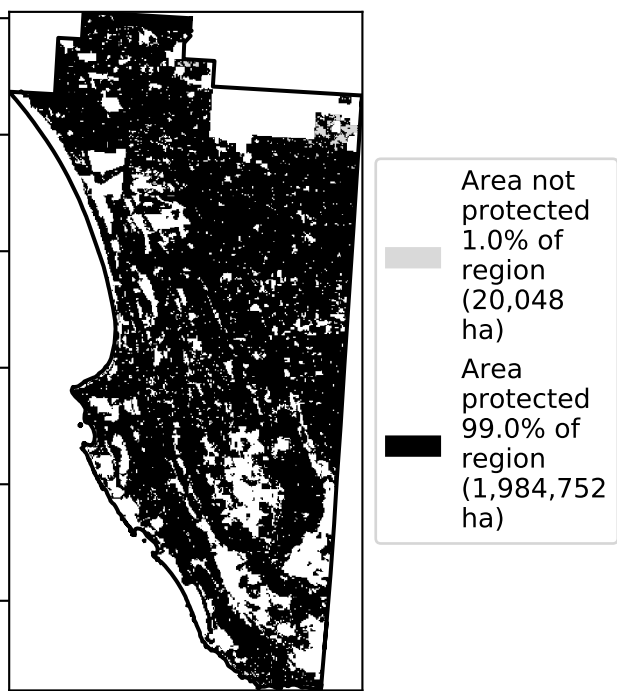 Area not
protected
1.0% of
region
(20,048
ha)
Area
protected
99.0% of
region
(1,984,752
ha)